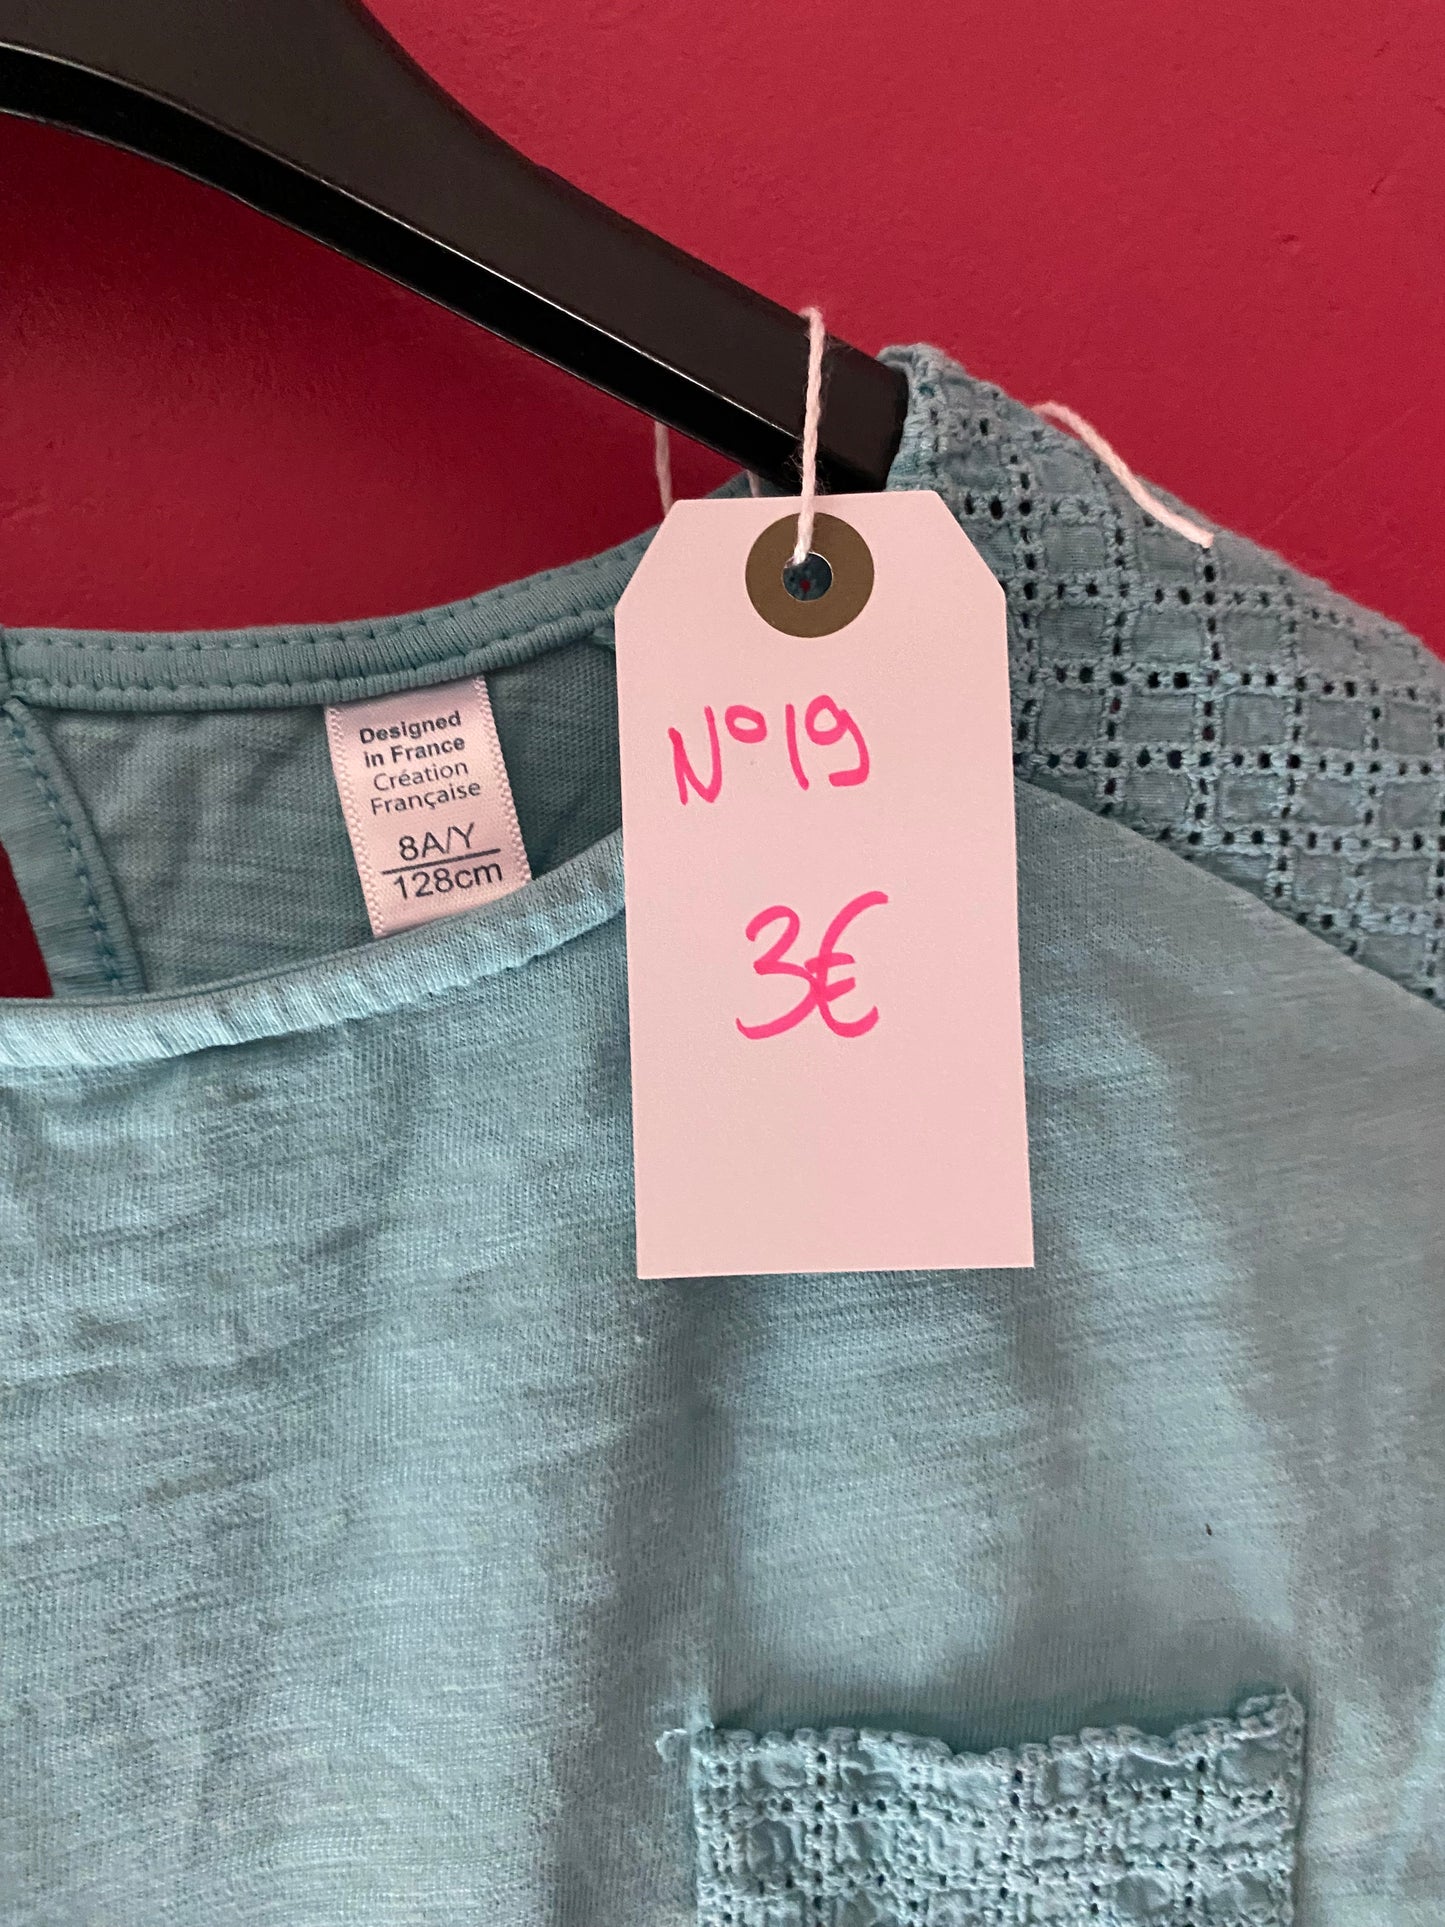 Designed
in France
Création
Française
8A/Y
128cm
N°19
3€